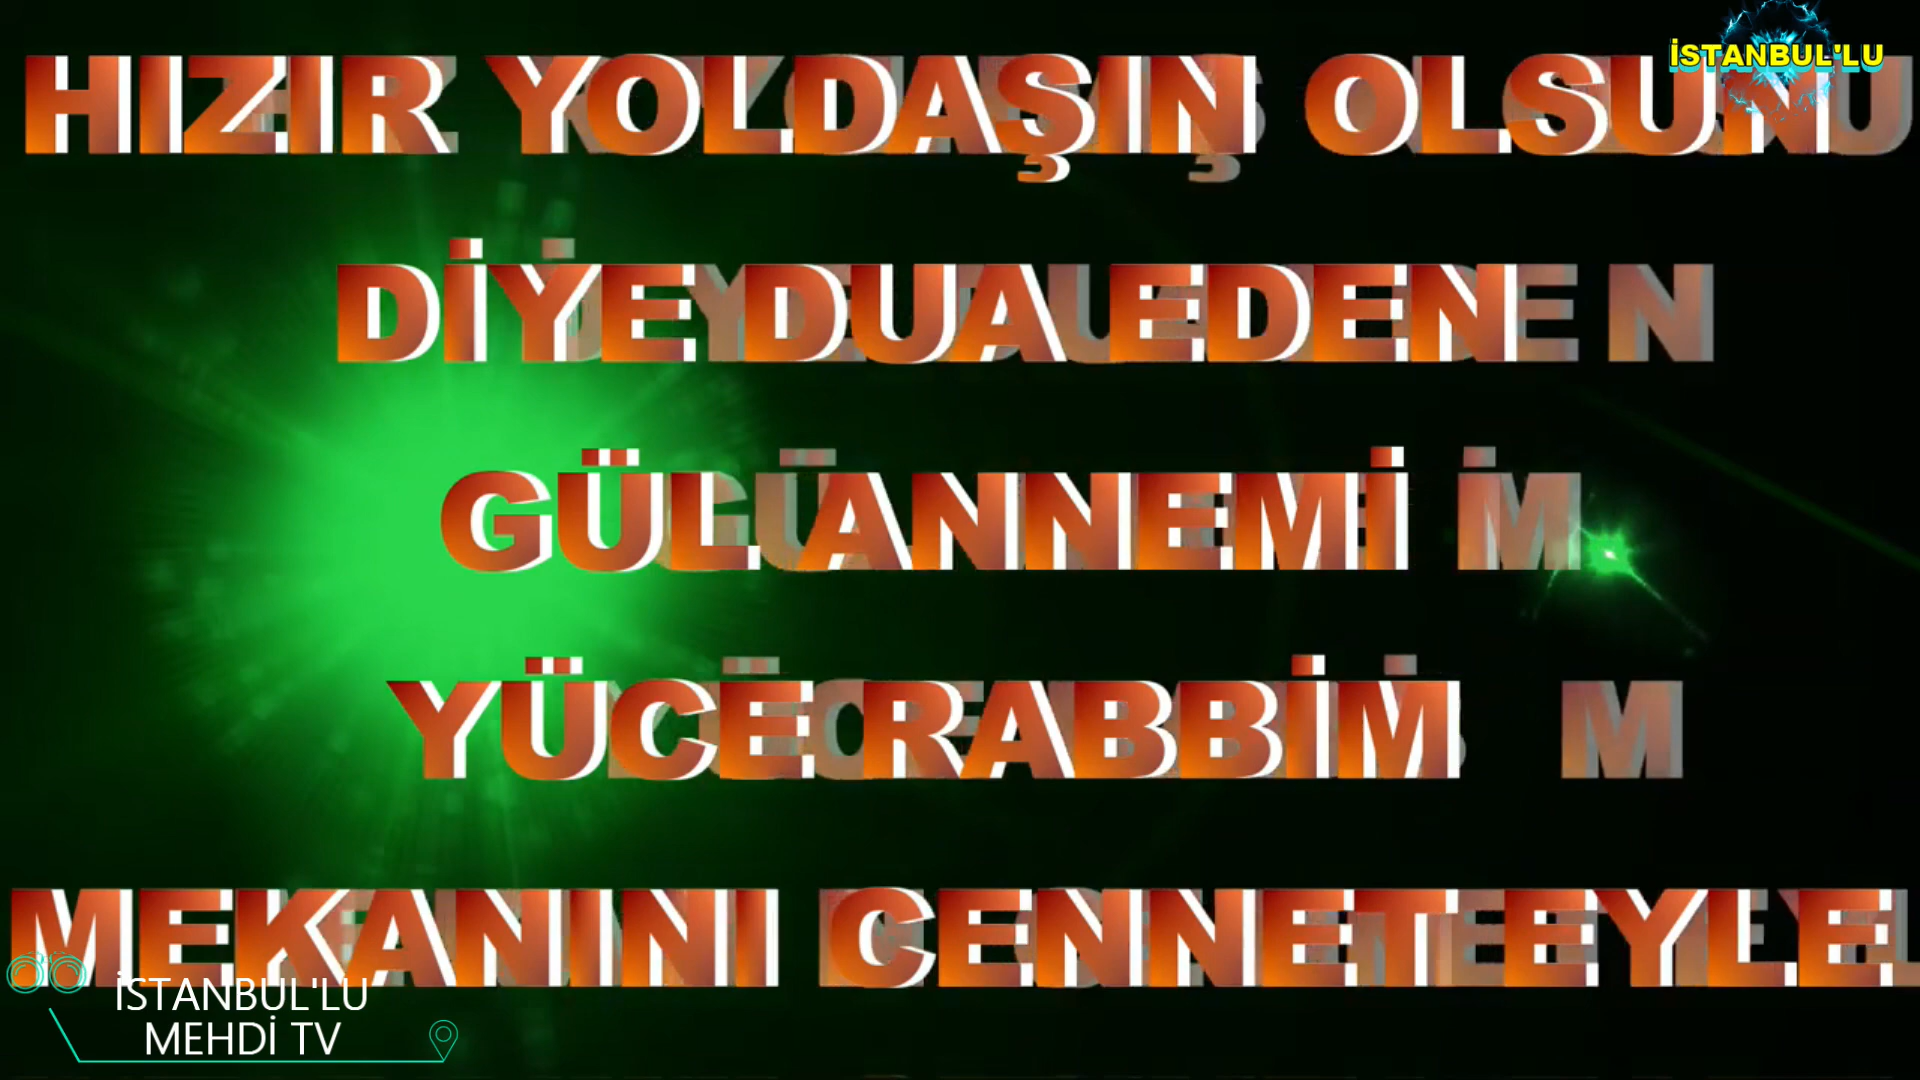 İSTANBUL'LU
HIZIR YOLDAŞIN OLSUN
DİYE DUA EDEN
GÜL ANNEMİ
YÜCE RABBİM
MEKANINI CENNET EYLE
İSTANBUL'LU
MEHDİ TV